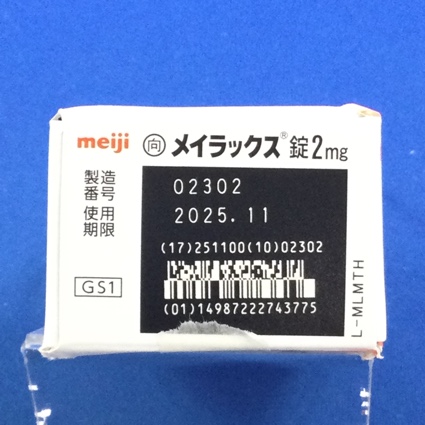 meiji 向 メイラックス®錠2mg
製造番号 02302
使用期限 2025.11
(17)251100(10)02302
GS1
(01)14987222743775
L-MLMTH